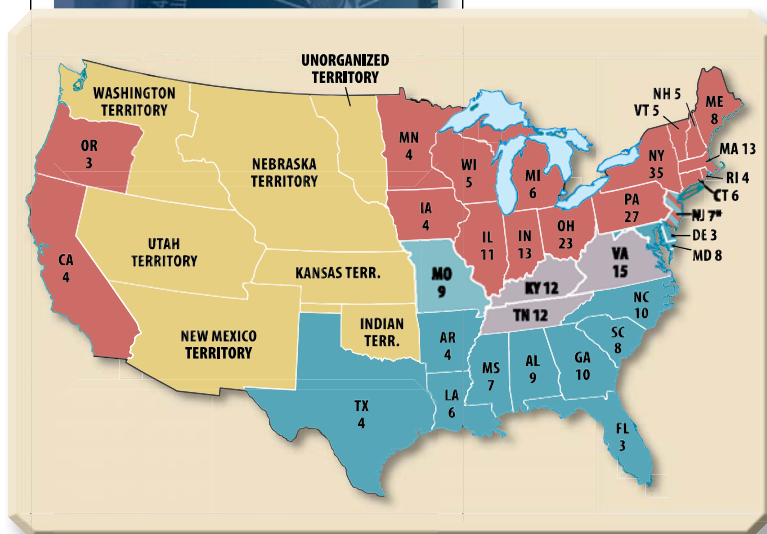 UNORGANIZED
TERRITORY
WASHINGTON
TERRITORY
NH 5
VT 5
ME
8
OR
3
MN
4
MA 13
NEBRASKA
TERRITORY
WI
5
MI
6
NY
35
RI 4
CT 6
PA
27
NJ 7*
IA
4
OH
23
DE 3
MD 8
UTAH
TERRITORY
IL
11
IN
13
VA
15
CA
4
KANSAS TERR.
MO
9
KY 12
NC
10
TN 12
NEW MEXICO
TERRITORY
INDIAN
TERR.
AR
4
SC
8
MS
7
AL
9
GA
10
TX
4
LA
6
FL
3